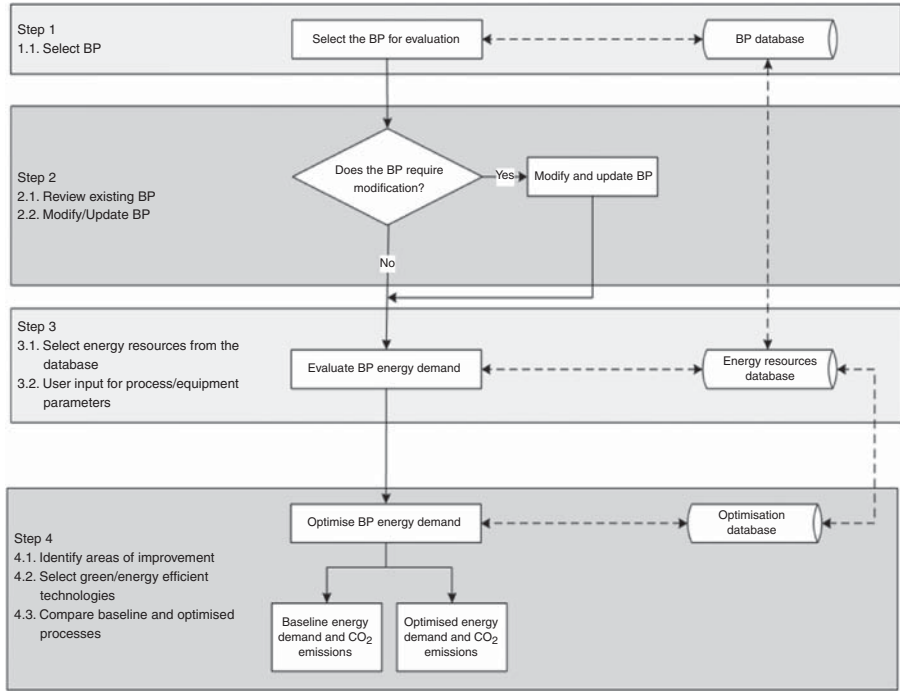 Step 1
1.1. Select BP
Select the BP for evaluation
BP database
Step 2
2.1. Review existing BP
2.2. Modify/Update BP
Does the BP require
modification?
Yes
Modify and update BP
No
Step 3
3.1. Select energy resources from the
database
3.2. User input for process/equipment
parameters
Evaluate BP energy demand
Energy resources
database
Step 4
4.1. Identify areas of improvement
4.2. Select green/energy efficient
technologies
4.3. Compare baseline and optimised
processes
Optimise BP energy demand
Optimisation
database
Baseline energy
demand and CO2
emissions
Optimised energy
demand and CO2
emissions